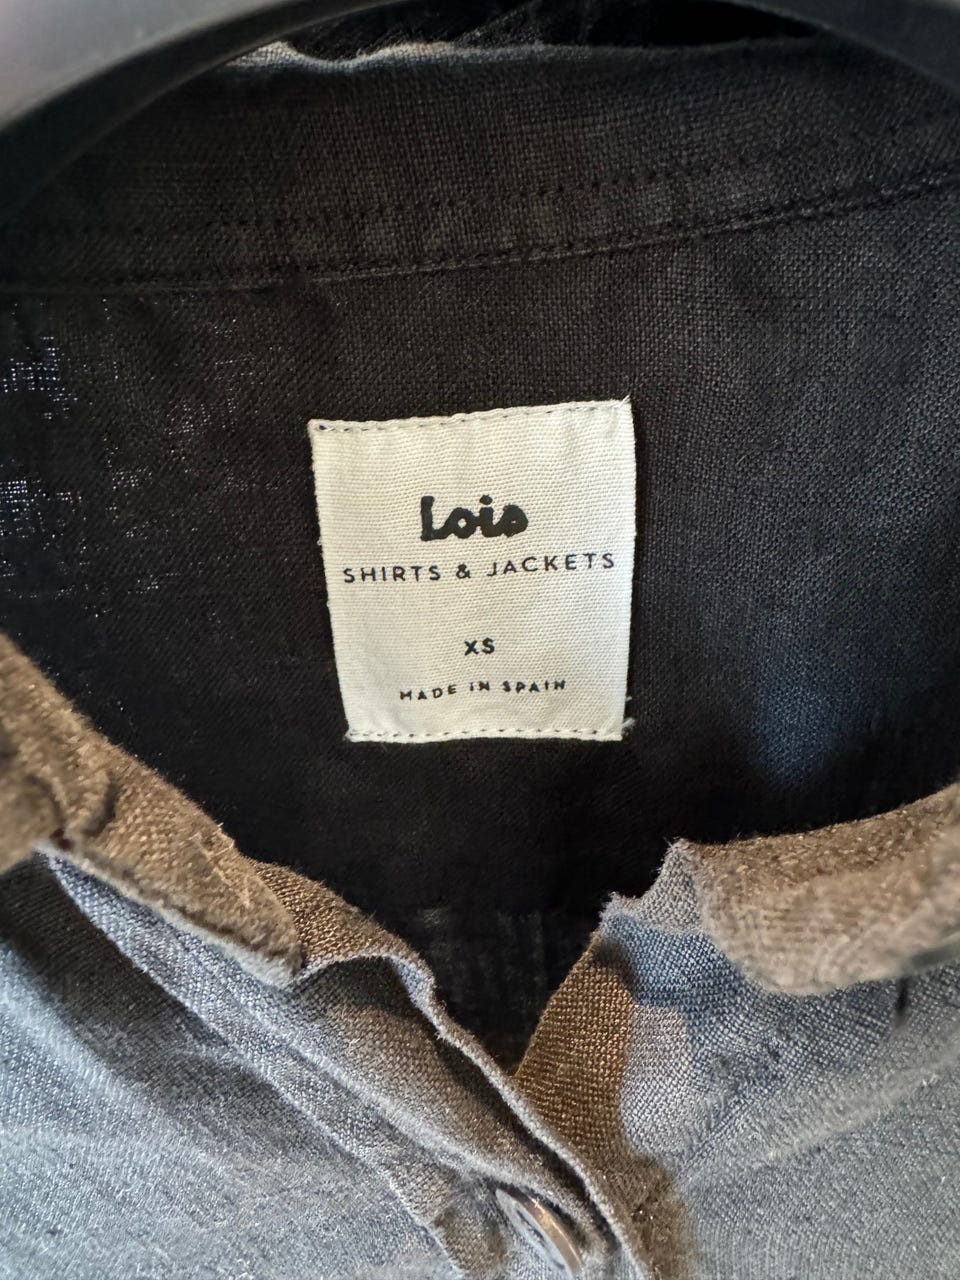 Lois
SHIRTS & JACKETS
XS
MADE IN SPAIN